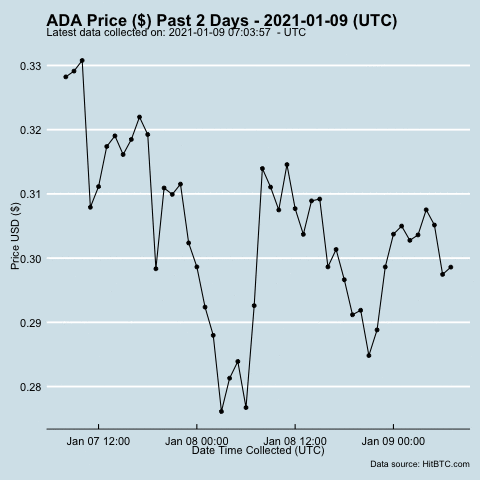 ADA Price ($) Past 2 Days - 2021-01-09 (UTC)
Latest data collected on: 2021-01-09 07:03:57 - UTC
0.33
0.32
0.31
0.30
0.29
0.28
Price USD ($)
Jan 07 12:00
Jan 08 00:00
Jan 08 12:00
Jan 09 00:00
Date Time Collected (UTC)
Data source: HitBTC.com